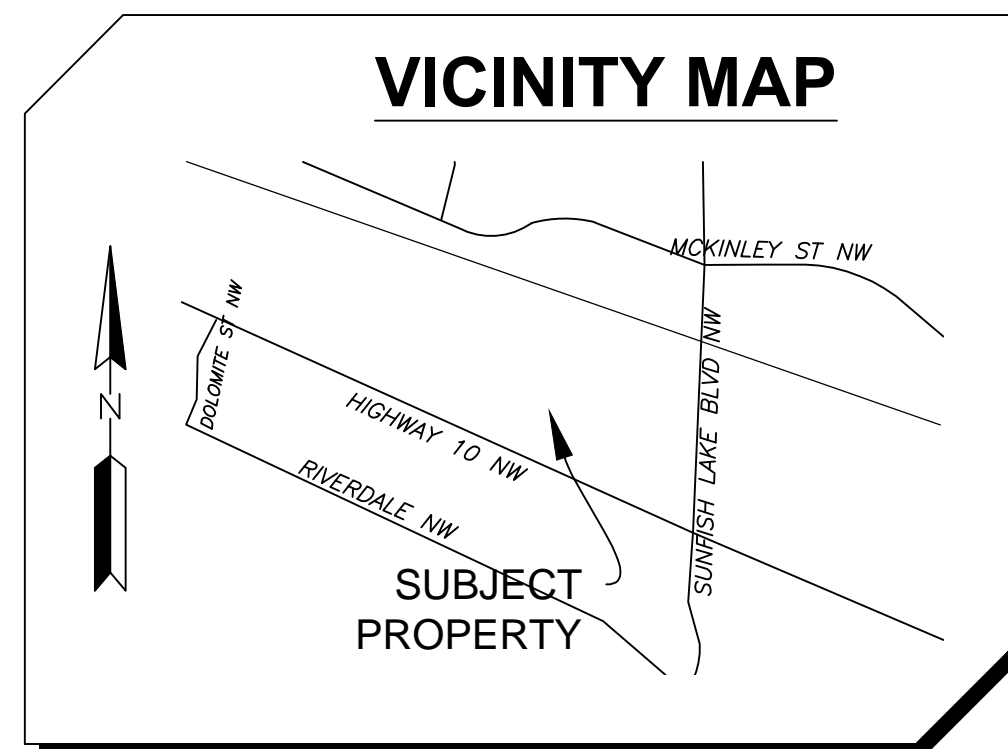 VICINITY MAP
MCKINLEY ST NW
DOLOMITE ST NW
N
HIGHWAY 10 NW
SUNFISH LAKE BLVD NW
RIVERDALE NW
SUBJECT
PROPERTY